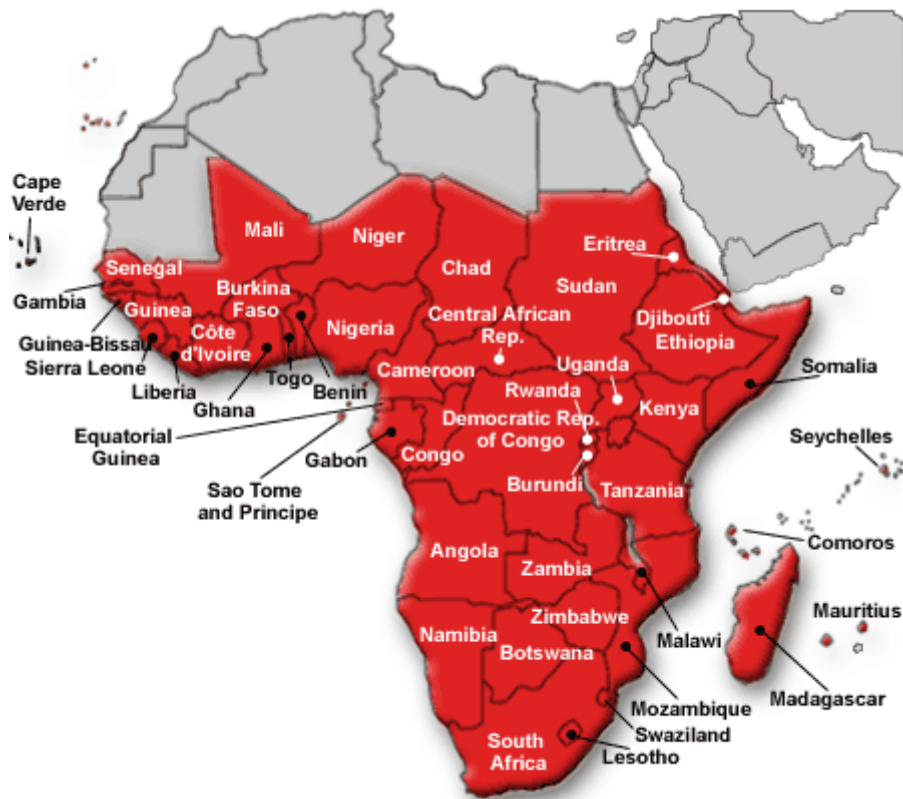 Cape
Verde
Mali
Niger
Eritrea
Senegal
Chad
Gambia
Burkina
Faso
Sudan
Guinea
Central African
Rep.
Djibouti
Nigeria
Côte
d'Ivoire
Guinea-Bissau
Ethiopia
Sierra Leone
Uganda
Somalia
Cameroon
Togo
Liberia
Benin
Rwanda
Ghana
Kenya
Democratic Rep.
of Congo
Equatorial
Guinea
Seychelles
Congo
Gabon
Burundi
Tanzania
Sao Tome
and Principe
Comoros
Angola
Zambia
Mauritius
Zimbabwe
Namibia
Malawi
Botswana
Madagascar
Mozambique
Swaziland
South
Africa
Lesotho